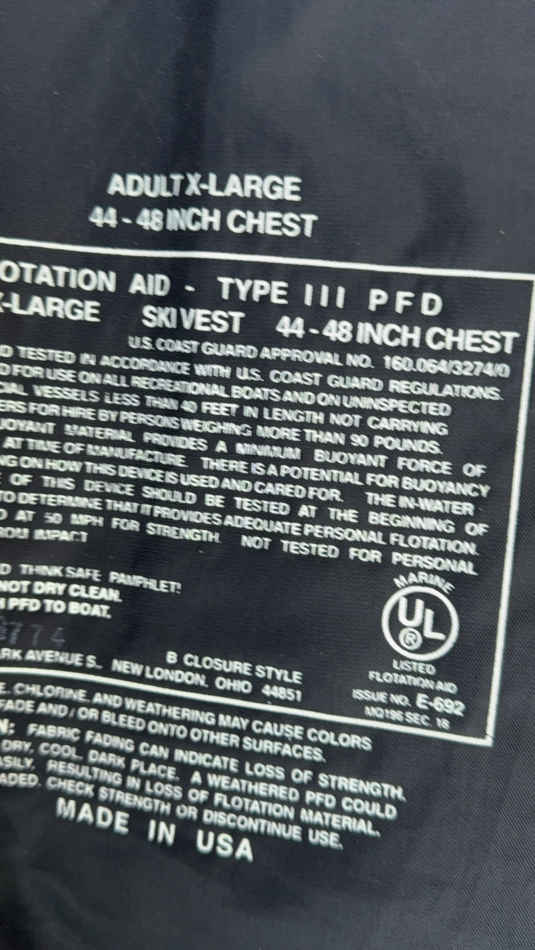 ADULT X-LARGE
44 - 48 INCH CHEST
OTATION AID - TYPE III PFD
X-LARGE SKI VEST 44 - 48 INCH CHEST
U.S. COAST GUARD APPROVAL NO. 160.064/3274/0
D TESTED IN ACCORDANCE WITH U.S. COAST GUARD REGULATIONS.
D FOR USE ON ALL RECREATIONAL BOATS AND ON UNINSPECTED
CIAL VESSELS LESS THAN 40 FEET IN LENGTH NOT CARRYING
ERS FOR HIRE BY PERSONS WEIGHING MORE THAN 90 POUNDS.
UOYANT MATERIAL PROVIDES A MINIMUM BUOYANT FORCE OF
AT TIME OF MANUFACTURE. THERE IS A POTENTIAL FOR BUOYANCY
NG ON HOW THIS DEVICE IS USED AND CARED FOR. THE IN-WATER
E OF THIS DEVICE SHOULD BE TESTED AT THE BEGINNING OF
TO DETERMINE THAT IT PROVIDES ADEQUATE PERSONAL FLOTATION.
D AT 50 MPH FOR STRENGTH. NOT TESTED FOR PERSONAL
ROM IMPACT
D THINK SAFE PAMPHLET!
NOT DRY CLEAN.
H PFD TO BOAT.
774
ARK AVENUE S., NEW LONDON, OHIO 44851
B CLOSURE STYLE
MARINE
UL
®
LISTED
FLOTATION AID
ISSUE NO. E-692
MQ196 SEC. 18
E, CHLORINE, AND WEATHERING MAY CAUSE COLORS
FADE AND / OR BLEED ONTO OTHER SURFACES.
N: FABRIC FADING CAN INDICATE LOSS OF STRENGTH.
DRY, COOL, DARK PLACE. A WEATHERED PFD COULD
ASILY, RESULTING IN LOSS OF FLOTATION MATERIAL.
ADED, CHECK STRENGTH OR DISCONTINUE USE.
MADE IN USA